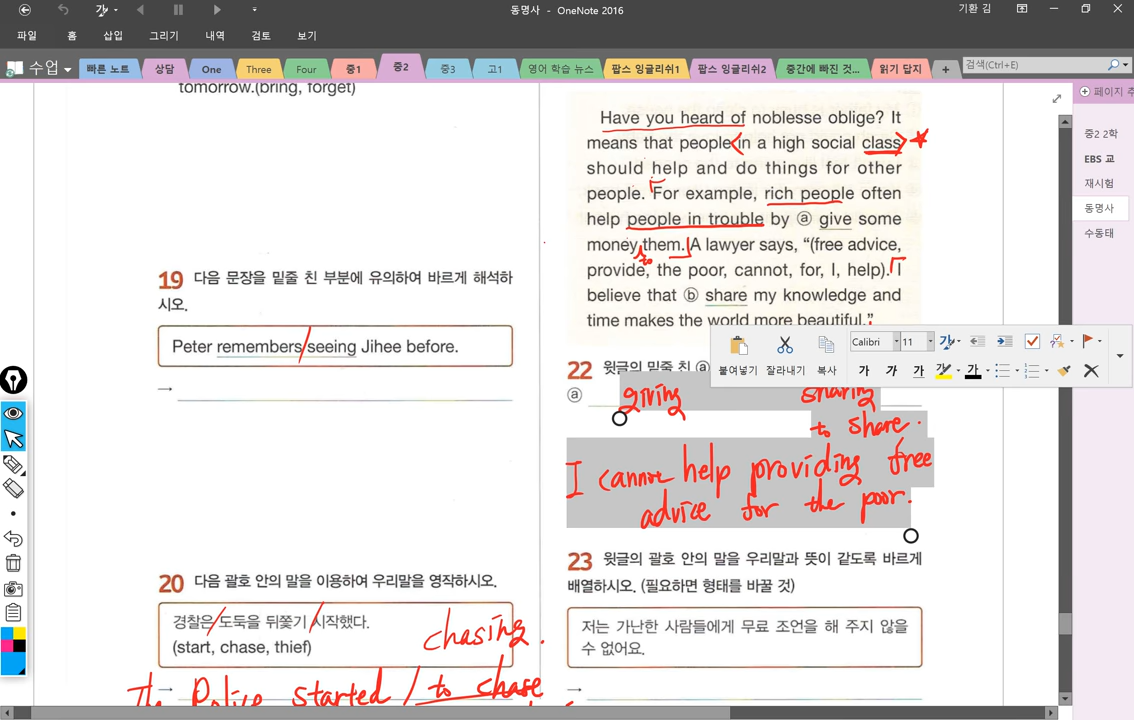 동명사 - OneNote 2016
기환 김
파일 홈 삽입 그리기 내역 검토 보기
수업 빠른 노트 상담 One Three Four 중1 중2 중3 고1 영어 학습 뉴스 팝스 잉글리쉬1 팝스 잉글리쉬2 중간에 빠진 것... 읽기 답지 + 검색(Ctrl+E)
페이지 추
중2 2학
EBS 교
재시험
동명사
수동태
tomorrow.(bring, forget)
19 다음 문장을 밑줄 친 부분에 유의하여 바르게 해석하
시오.
Peter remembers seeing Jihee before.
→
20 다음 괄호 안의 말을 이용하여 우리말을 영작하시오.
경찰은 도둑을 뒤쫓기 시작했다.
(start, chase, thief)
chasing.
→
The Police started / to chase
Have you heard of noblesse oblige? It
means that people in a high social class
should help and do things for other
people. For example, rich people often
help people in trouble by ⓐ give some
money them. A lawyer says, “(free advice,
to
provide, the poor, cannot, for, I, help). I
believe that ⓑ share my knowledge and
time makes the world more beautiful.”
Calibri 11
붙여넣기 잘라내기 복사 가 가 가 가 가
22 윗글의 밑줄 친 ⓐ
ⓐ giving sharing
to share.
I cannot help providing free
advice for the poor.
23 윗글의 괄호 안의 말을 우리말과 뜻이 같도록 바르게
배열하시오. (필요하면 형태를 바꿀 것)
저는 가난한 사람들에게 무료 조언을 해 주지 않을
수 없어요.
→